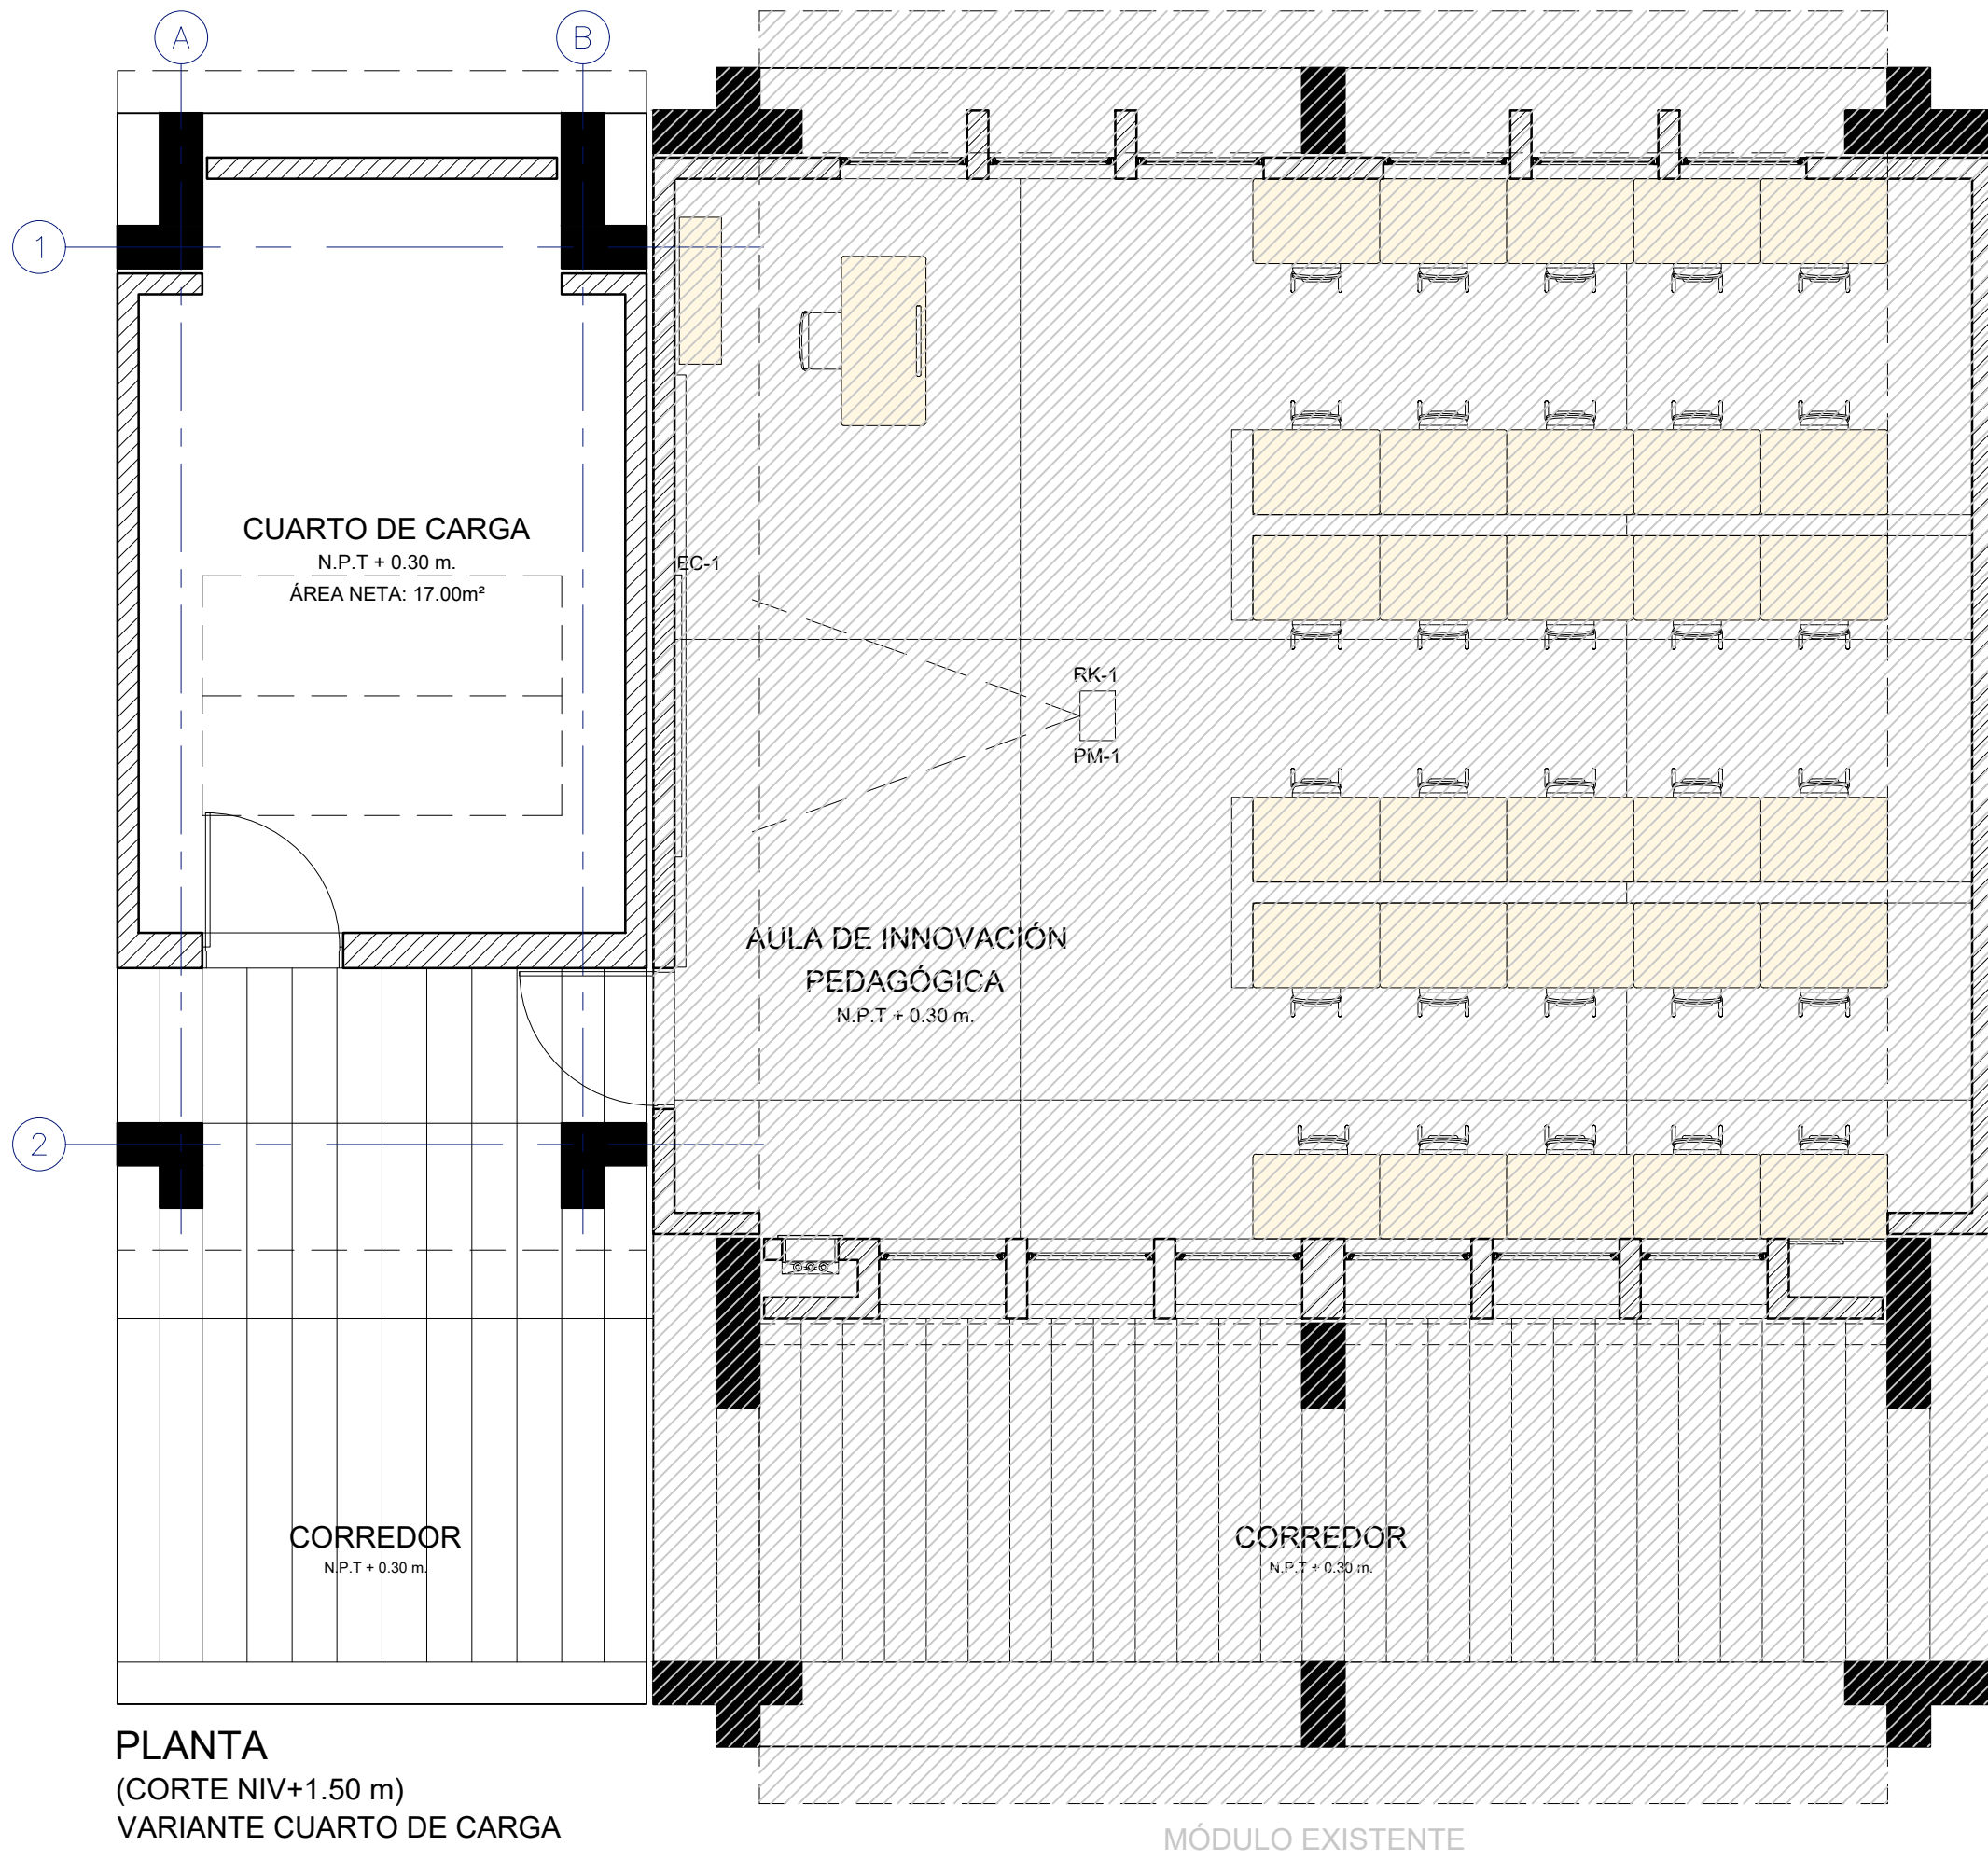 A
B
1
CUARTO DE CARGA
N.P.T + 0.30 m.
ÁREA NETA: 17.00m²
EC-1
RK-1
PM-1
AULA DE INNOVACIÓN
PEDAGÓGICA
N.P.T + 0.30 m.
2
CORREDOR
N.P.T + 0.30 m.
CORREDOR
N.P.T + 0.30 m.
PLANTA
(CORTE NIV+1.50 m)
VARIANTE CUARTO DE CARGA
MÓDULO EXISTENTE